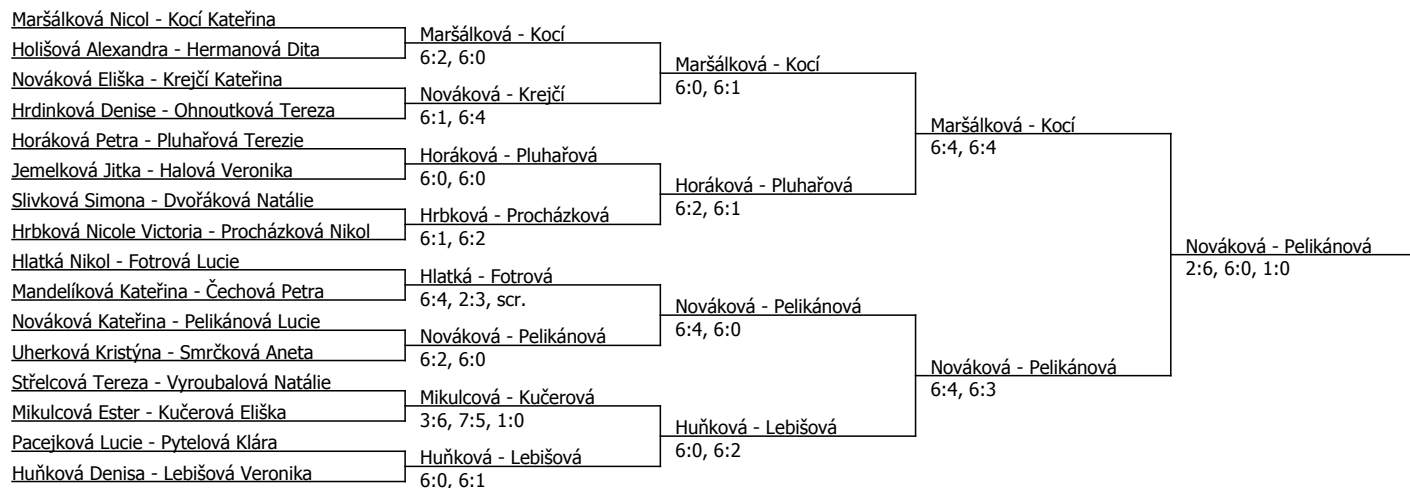 Maršálková Nicol - Kocí Kateřina
Holišová Alexandra - Hermanová Dita
Nováková Eliška - Krejčí Kateřina
Hrdinková Denise - Ohnoutková Tereza
Horáková Petra - Pluhařová Terezie
Jemelková Jitka - Halová Veronika
Slivková Simona - Dvořáková Natálie
Hrbková Nicole Victoria - Procházková Nikol
Hlatká Nikol - Fotrová Lucie
Mandelíková Kateřina - Čechová Petra
Nováková Kateřina - Pelikánová Lucie
Uherková Kristýna - Smrčková Aneta
Střelcová Tereza - Vyroubalová Natálie
Mikulcová Ester - Kučerová Eliška
Pacejková Lucie - Pytelová Klára
Huňková Denisa - Lebišová Veronika
Maršálková - Kocí
6:2, 6:0
Nováková - Krejčí
6:1, 6:4
Horáková - Pluhařová
6:0, 6:0
Hrbková - Procházková
6:1, 6:2
Hlatká - Fotrová
6:4, 2:3, scr.
Nováková - Pelikánová
6:2, 6:0
Mikulcová - Kučerová
3:6, 7:5, 1:0
Huňková - Lebišová
6:0, 6:1
Maršálková - Kocí
6:0, 6:1
Horáková - Pluhařová
6:2, 6:1
Nováková - Pelikánová
6:4, 6:0
Huňková - Lebišová
6:0, 6:2
Maršálková - Kocí
6:4, 6:4
Nováková - Pelikánová
6:4, 6:3
Nováková - Pelikánová
2:6, 6:0, 1:0